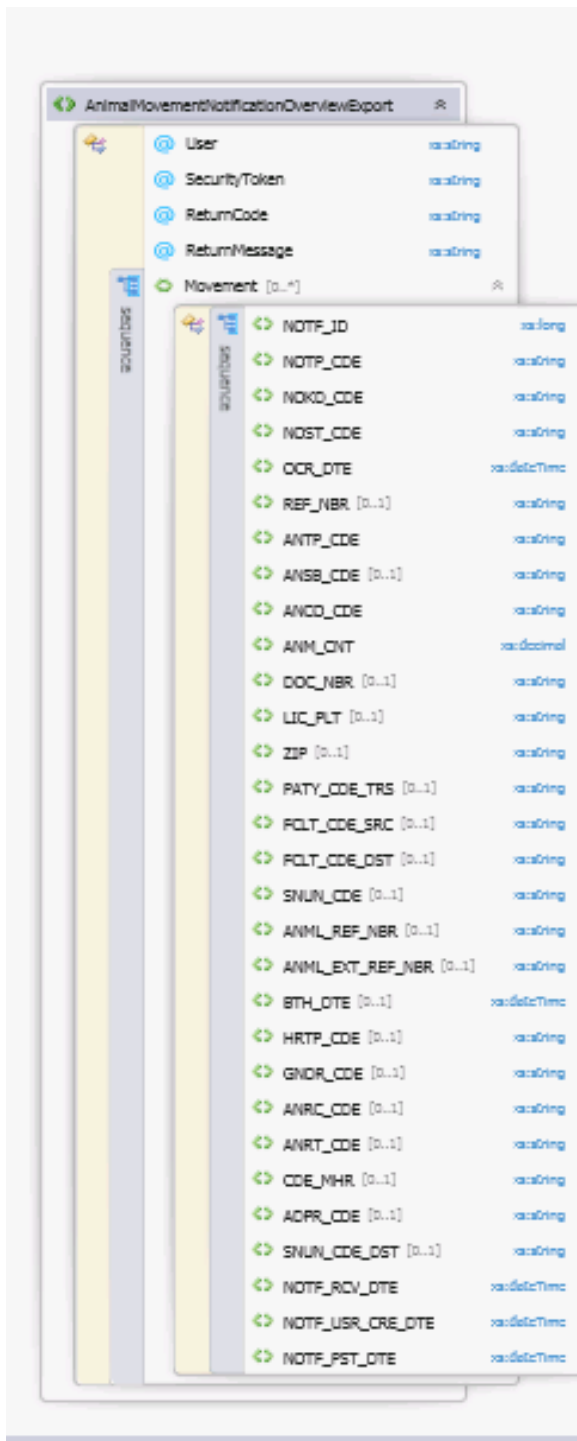 AnimalMovementNotificationOverviewExport
User xs:string
SecurityToken xs:string
ReturnCode xs:string
ReturnMessage xs:string
Movement [0..*]
sequence
sequence
NOTF_ID xs:long
NOTP_CDE xs:string
NOKD_CDE xs:string
NOST_CDE xs:string
OCR_DTE xs:dateTime
REF_NBR [0..1] xs:string
ANTP_CDE xs:string
ANSB_CDE [0..1] xs:string
ANCO_CDE xs:string
ANM_CNT xs:decimal
DOC_NBR [0..1] xs:string
LIC_PLT [0..1] xs:string
ZIP [0..1] xs:string
PATY_CDE_TRS [0..1] xs:string
FCLT_CDE_SRC [0..1] xs:string
FCLT_CDE_DST [0..1] xs:string
SNUN_CDE [0..1] xs:string
ANML_REF_NBR [0..1] xs:string
ANML_EXT_REF_NBR [0..1] xs:string
BTH_DTE [0..1] xs:dateTime
HRTP_CDE [0..1] xs:string
GNDR_CDE [0..1] xs:string
ANRC_CDE [0..1] xs:string
ANRT_CDE [0..1] xs:string
CDE_MHR [0..1] xs:string
ADPR_CDE [0..1] xs:string
SNUN_CDE_DST [0..1] xs:string
NOTF_RCV_DTE xs:dateTime
NOTF_USR_CRE_DTE xs:dateTime
NOTF_PST_DTE xs:dateTime